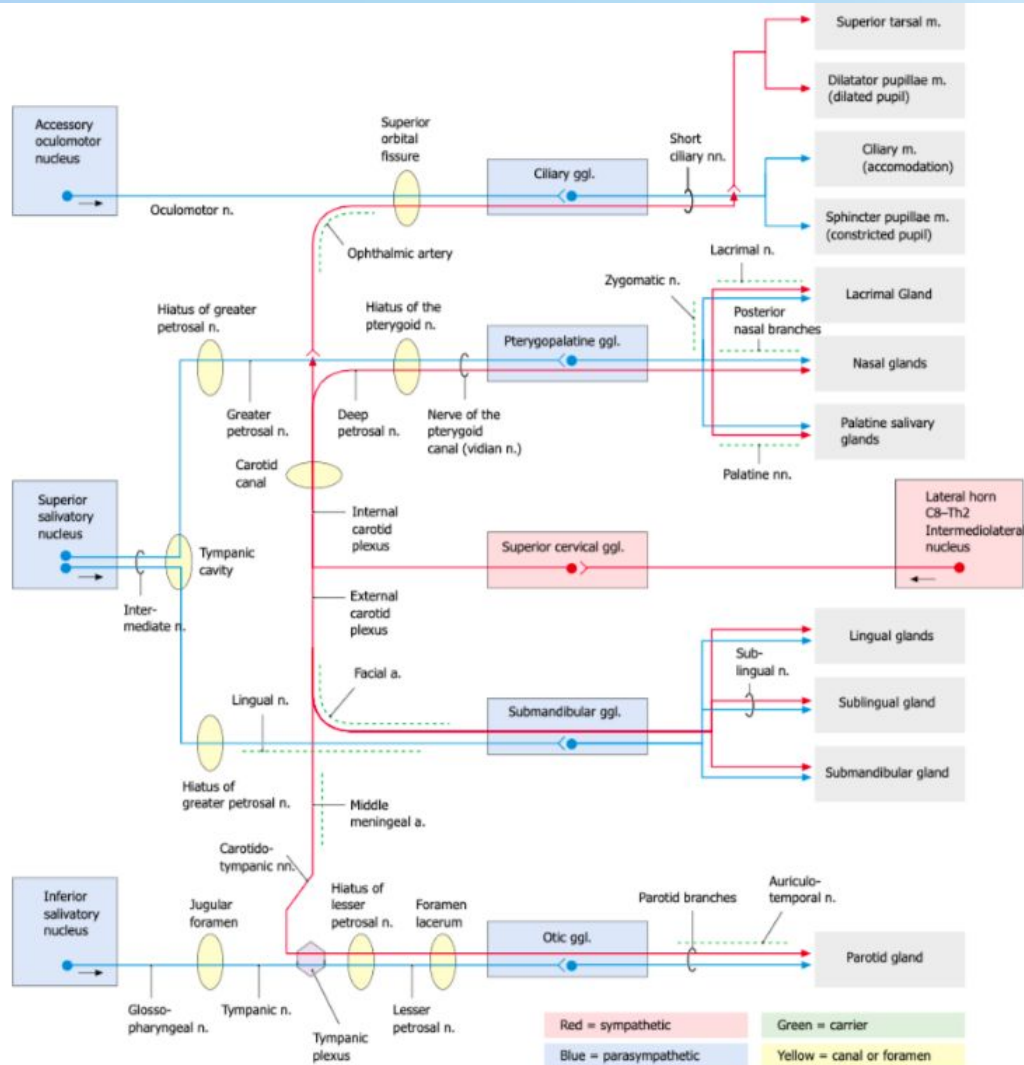 Superior tarsal m.
Dilatator pupillae m.
(dilated pupil)
Accessory
oculomotor
nucleus
Superior
orbital
fissure
Short
ciliary nn.
Ciliary m.
(accomodation)
Ciliary ggl.
Oculomotor n.
Sphincter pupillae m.
(constricted pupil)
Ophthalmic artery
Lacrimal n.
Zygomatic n.
Lacrimal Gland
Hiatus of greater
petrosal n.
Hiatus of the
pterygoid n.
Posterior
nasal branches
Pterygopalatine ggl.
Nasal glands
Greater
petrosal n.
Deep
petrosal n.
Nerve of the
pterygoid
canal (vidian n.)
Palatine salivary
glands
Palatine nn.
Carotid
canal
Superior
salivatory
nucleus
Internal
carotid
plexus
Lateral horn
C8–Th2
Intermediolateral
nucleus
Superior cervical ggl.
Tympanic
cavity
Inter-
mediate n.
External
carotid
plexus
Lingual glands
Sub-
lingual n.
Facial a.
Lingual n.
Submandibular ggl.
Sublingual gland
Submandibular gland
Hiatus of
greater petrosal n.
Middle
meningeal a.
Carotido-
tympanic nn.
Inferior
salivatory
nucleus
Jugular
foramen
Hiatus of
lesser
petrosal n.
Foramen
lacerum
Parotid branches
Auriculo-
temporal n.
Otic ggl.
Parotid gland
Glosso-
pharyngeal n.
Tympanic n.
Tympanic
plexus
Lesser
petrosal n.
Red = sympathetic
Green = carrier
Blue = parasympathetic
Yellow = canal or foramen